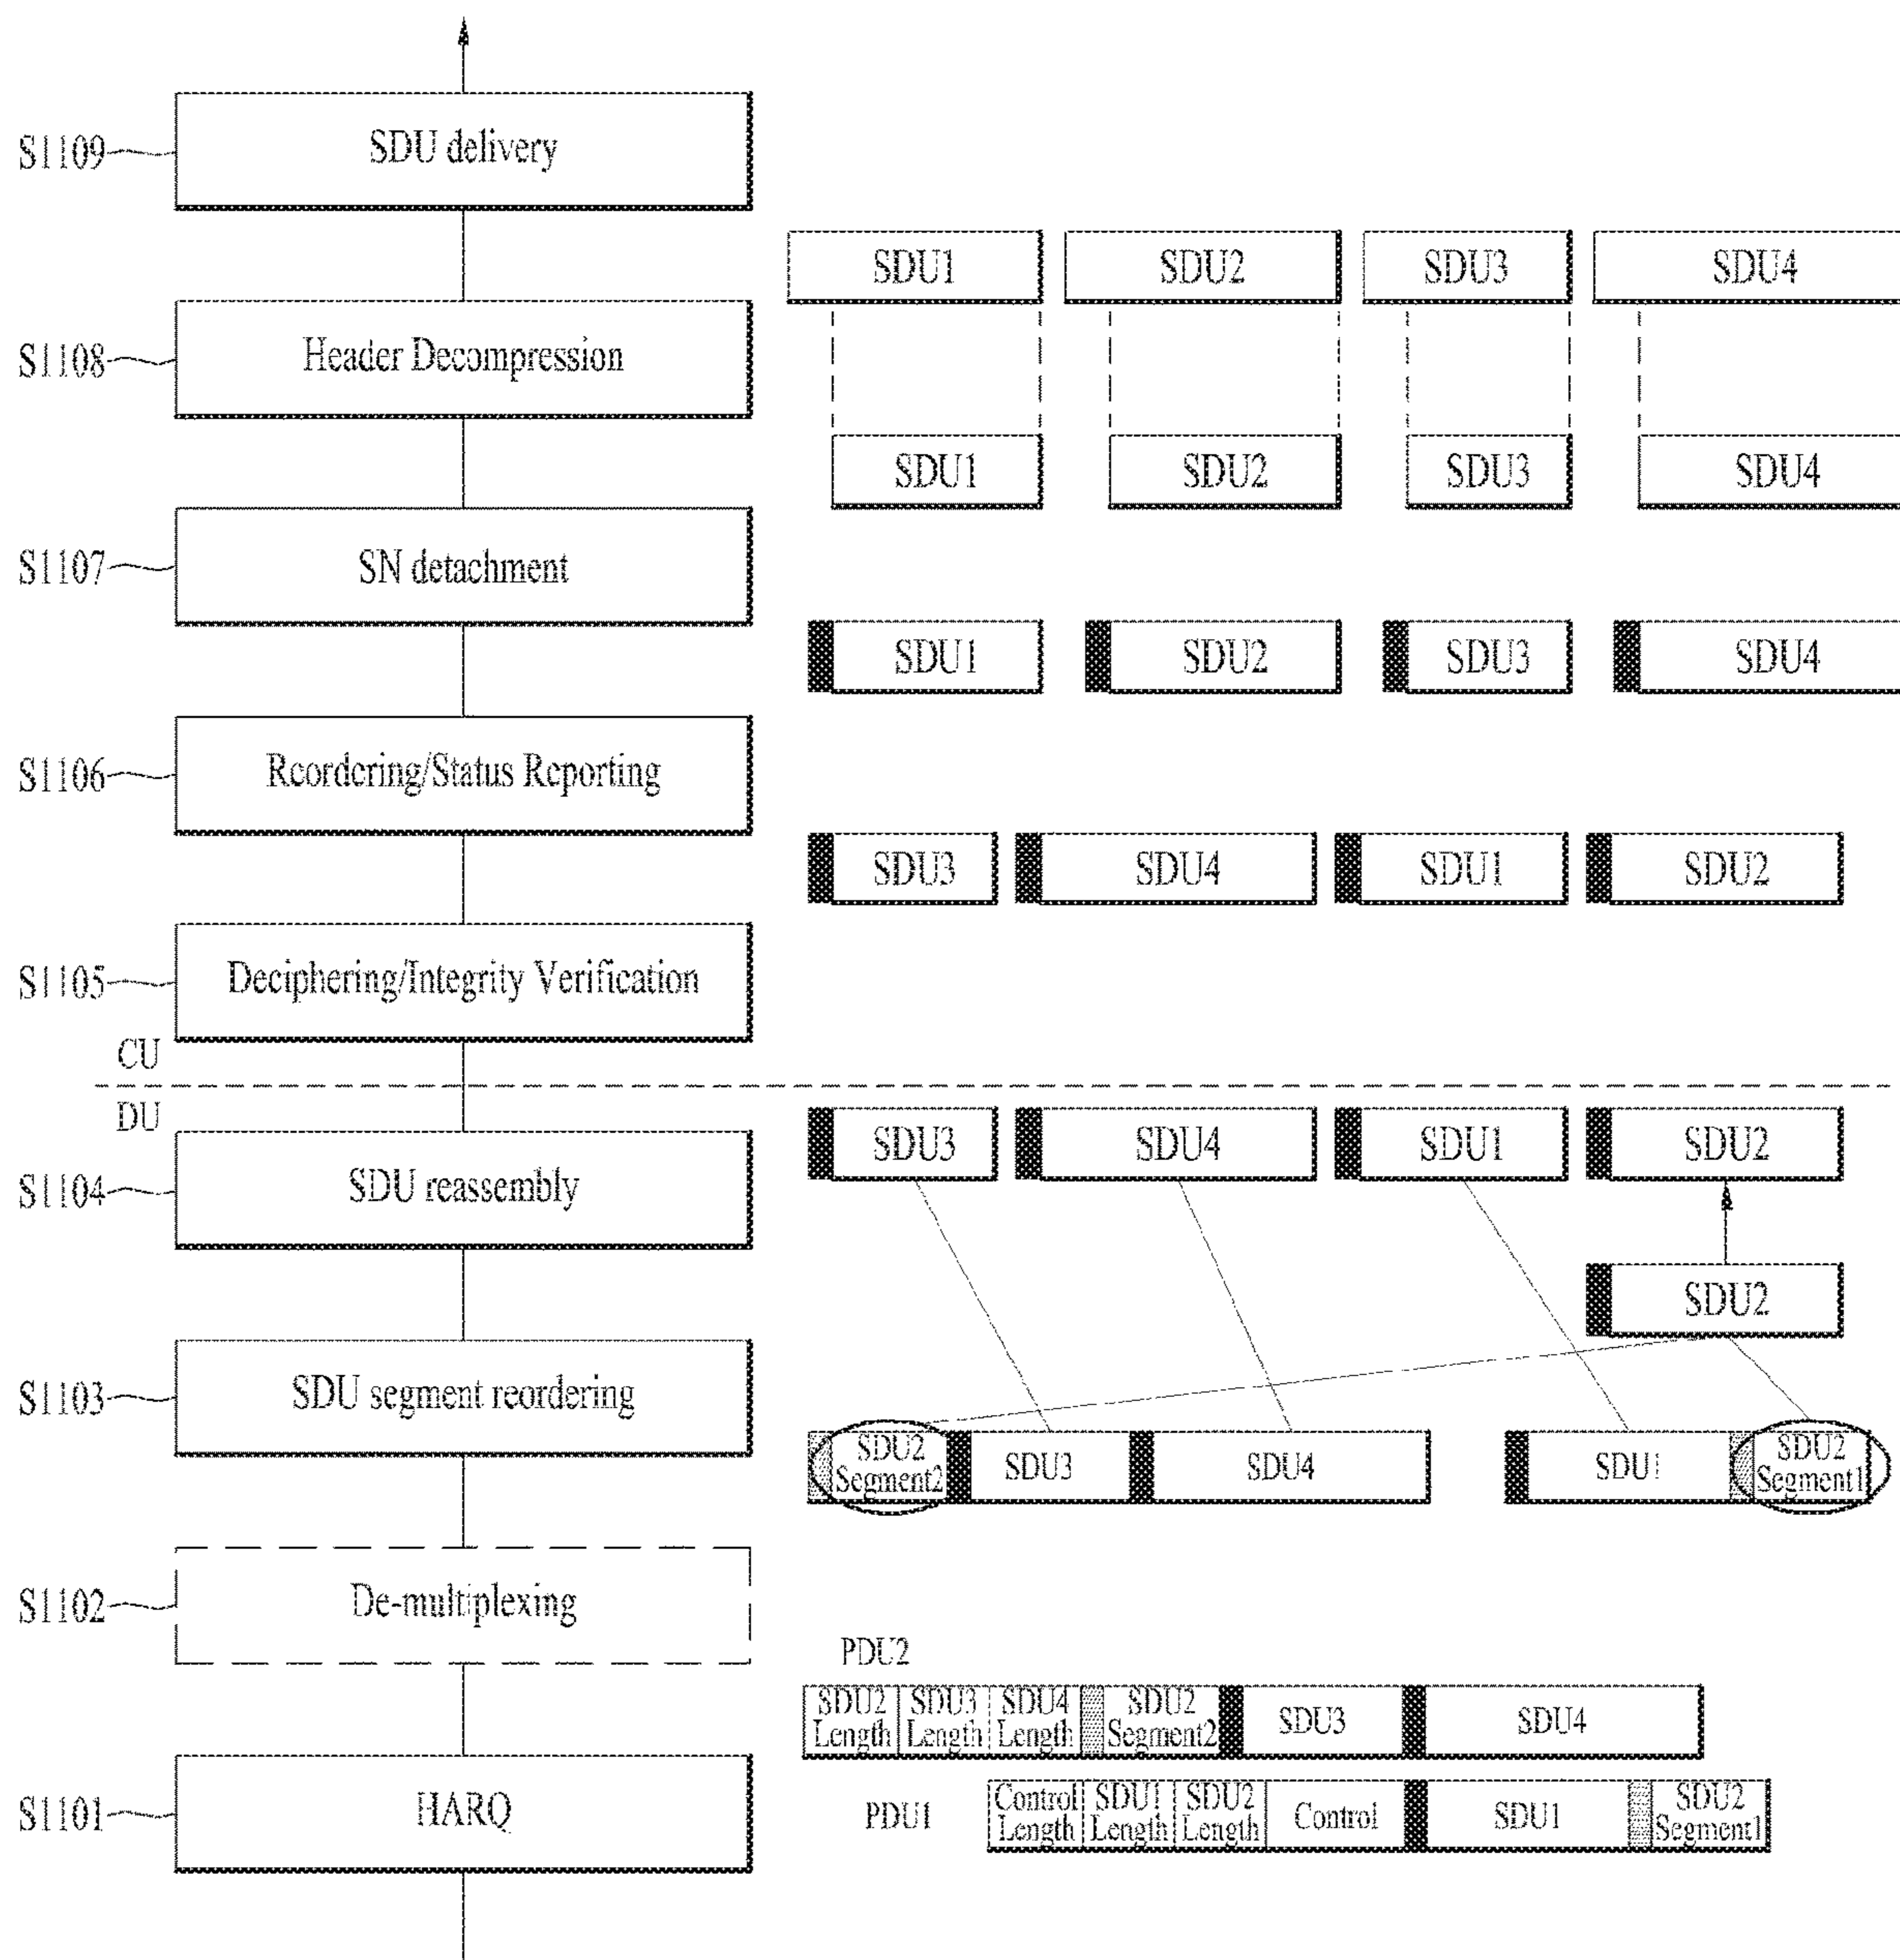 S1109
SDU delivery
SDU1 SDU2 SDU3 SDU4
S1108
Header Decompression
SDU1 SDU2 SDU3 SDU4
S1107
SN detachment
SDU1 SDU2 SDU3 SDU4
S1106
Reordering/Status Reporting
SDU3 SDU4 SDU1 SDU2
S1105
Deciphering/Integrity Verification
CU
DU
SDU3 SDU4 SDU1 SDU2
S1104
SDU reassembly
SDU2
S1103
SDU segment reordering
SDU2
Segment2
SDU3
SDU4
SDU1
SDU2
Segment1
S1102
De-multiplexing
PDU2
SDU2
Length
SDU3
Length
SDU4
Length
SDU2
Segment2
SDU3
SDU4
S1101
HARQ
PDU1
Control
Length
SDU1
Length
SDU2
Length
Control
SDU1
SDU2
Segment1